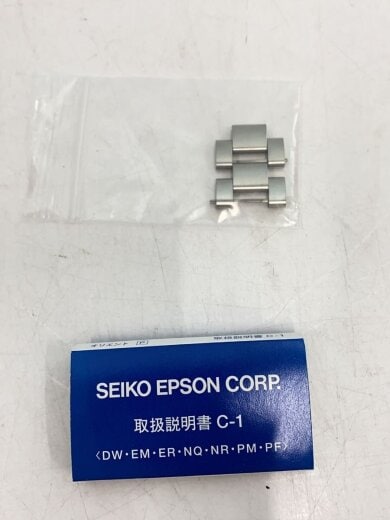 オリエント
SEIKO EPSON CORP.
取扱説明書 C-1
〈DW・EM・ER・NQ・NR・PM・PF〉